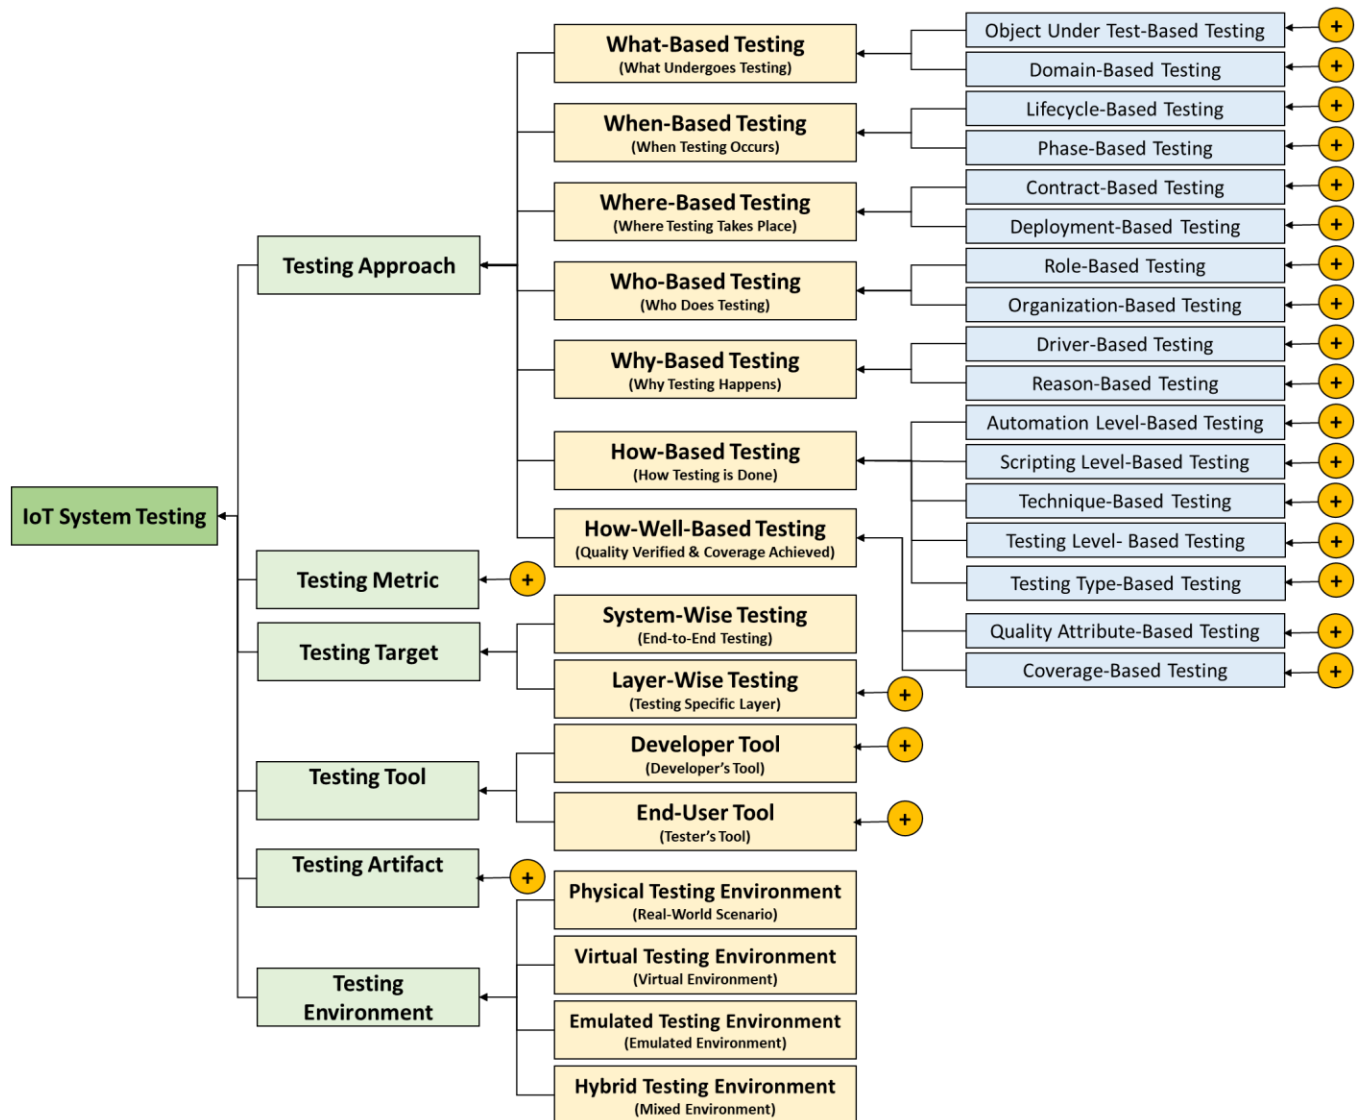 IoT System Testing
Testing Approach
What-Based Testing
(What Undergoes Testing)
Object Under Test-Based Testing
+
Domain-Based Testing
+
When-Based Testing
(When Testing Occurs)
Lifecycle-Based Testing
+
Phase-Based Testing
+
Where-Based Testing
(Where Testing Takes Place)
Contract-Based Testing
+
Deployment-Based Testing
+
Who-Based Testing
(Who Does Testing)
Role-Based Testing
+
Organization-Based Testing
+
Why-Based Testing
(Why Testing Happens)
Driver-Based Testing
+
Reason-Based Testing
+
How-Based Testing
(How Testing is Done)
Automation Level-Based Testing
+
Scripting Level-Based Testing
+
Technique-Based Testing
+
Testing Level- Based Testing
+
Testing Type-Based Testing
+
How-Well-Based Testing
(Quality Verified & Coverage Achieved)
Quality Attribute-Based Testing
+
Coverage-Based Testing
+
Testing Metric
+
Testing Target
System-Wise Testing
(End-to-End Testing)
Layer-Wise Testing
(Testing Specific Layer)
+
Testing Tool
Developer Tool
(Developer’s Tool)
+
End-User Tool
(Tester’s Tool)
+
Testing Artifact
+
Testing
Environment
Physical Testing Environment
(Real-World Scenario)
Virtual Testing Environment
(Virtual Environment)
Emulated Testing Environment
(Emulated Environment)
Hybrid Testing Environment
(Mixed Environment)